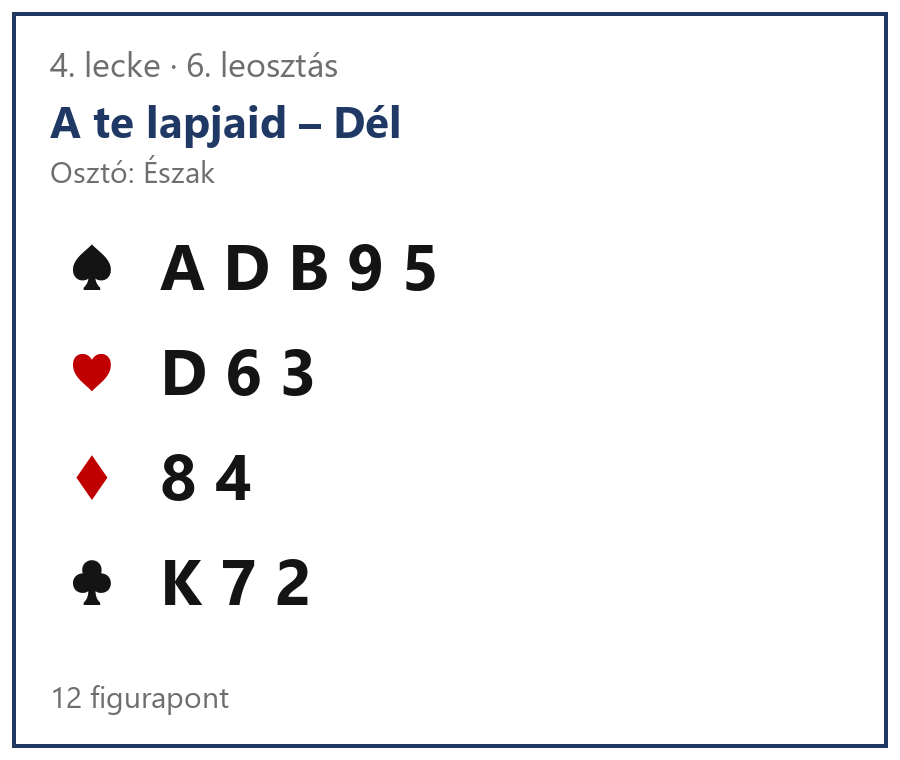 4. lecke · 6. leosztás
A te lapjaid – Dél
Osztó: Észak
♠ A D B 9 5
♥ D 6 3
♦ 8 4
♣ K 7 2
12 figurapont